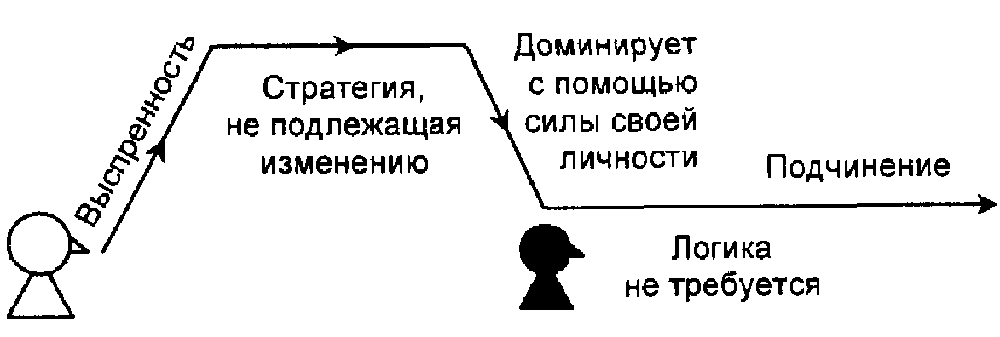 Выспренность
Стратегия,
не подлежащая
изменению
Доминирует
с помощью
силы своей
личности
Подчинение
Логика
не требуется